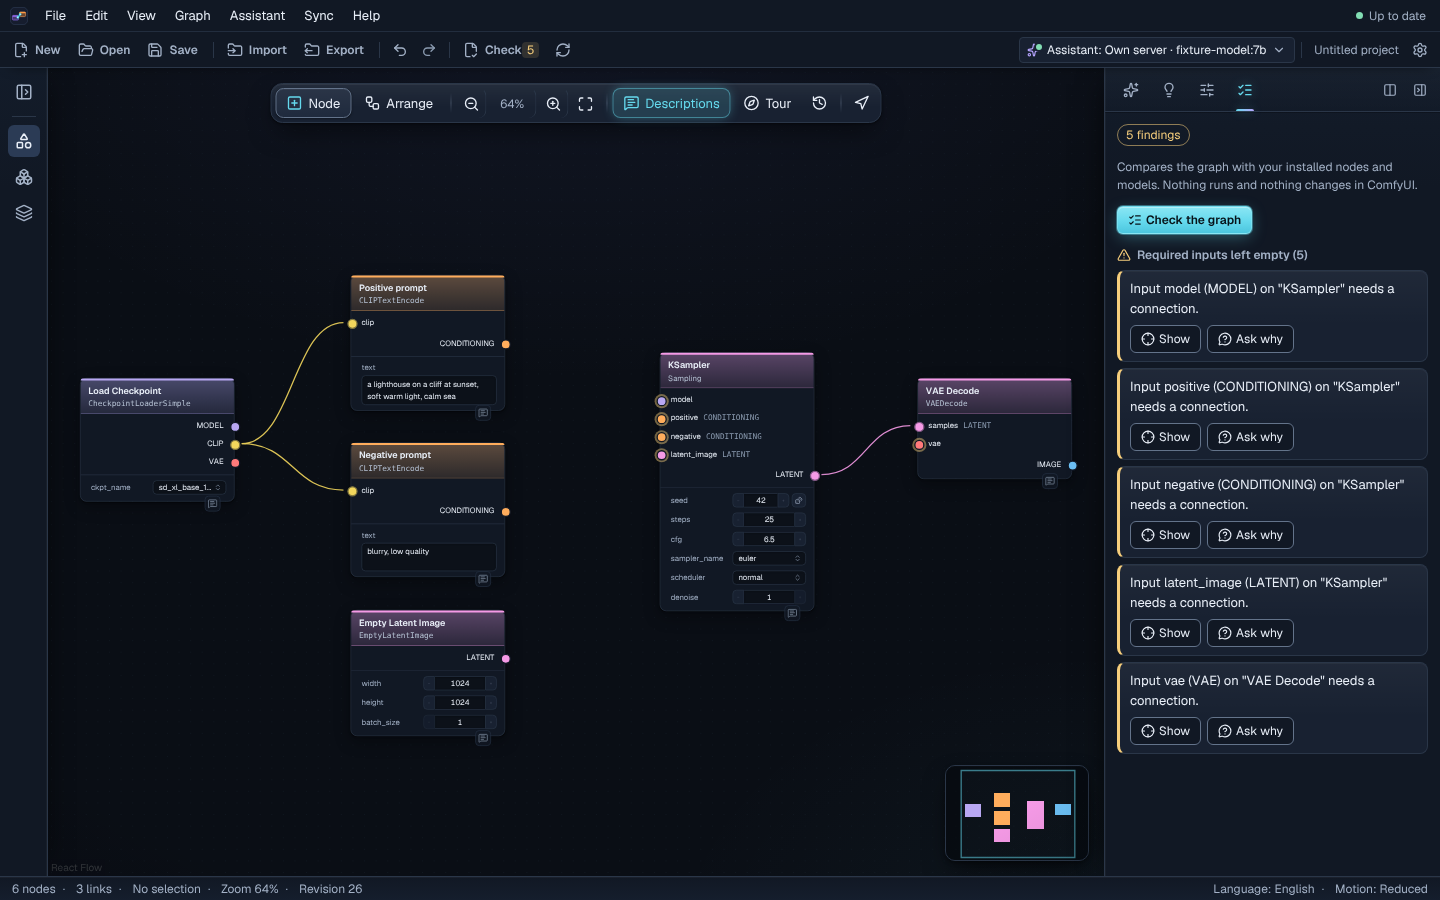 File Edit View Graph Assistant Sync Help
Up to date
New Open Save Import Export Check 5
Assistant: Own server · fixture-model:7b
Untitled project
Node Arrange 64% Descriptions Tour
5 findings
Compares the graph with your installed nodes and
models. Nothing runs and nothing changes in ComfyUI.
Check the graph
Required inputs left empty (5)
Input model (MODEL) on "KSampler" needs a
connection.
Show Ask why
Input positive (CONDITIONING) on "KSampler"
needs a connection.
Show Ask why
Input negative (CONDITIONING) on "KSampler"
needs a connection.
Show Ask why
Input latent_image (LATENT) on "KSampler"
needs a connection.
Show Ask why
Input vae (VAE) on "VAE Decode" needs a
connection.
Show Ask why
Load Checkpoint
CheckpointLoaderSimple
MODEL
CLIP
VAE
ckpt_name sd_xl_base_1...
Positive prompt
CLIPTextEncode
clip
CONDITIONING
text
a lighthouse on a cliff at sunset,
soft warm light, calm sea
Negative prompt
CLIPTextEncode
clip
CONDITIONING
text
blurry, low quality
Empty Latent Image
EmptyLatentImage
LATENT
width 1024
height 1024
batch_size 1
KSampler
Sampling
model
positive CONDITIONING
negative CONDITIONING
latent_image LATENT
LATENT
seed 42
steps 25
cfg 6.5
sampler_name euler
scheduler normal
denoise 1
VAE Decode
VAEDecode
samples LATENT
vae
IMAGE
React Flow
6 nodes · 3 links · No selection · Zoom 64% · Revision 26
Language: English · Motion: Reduced